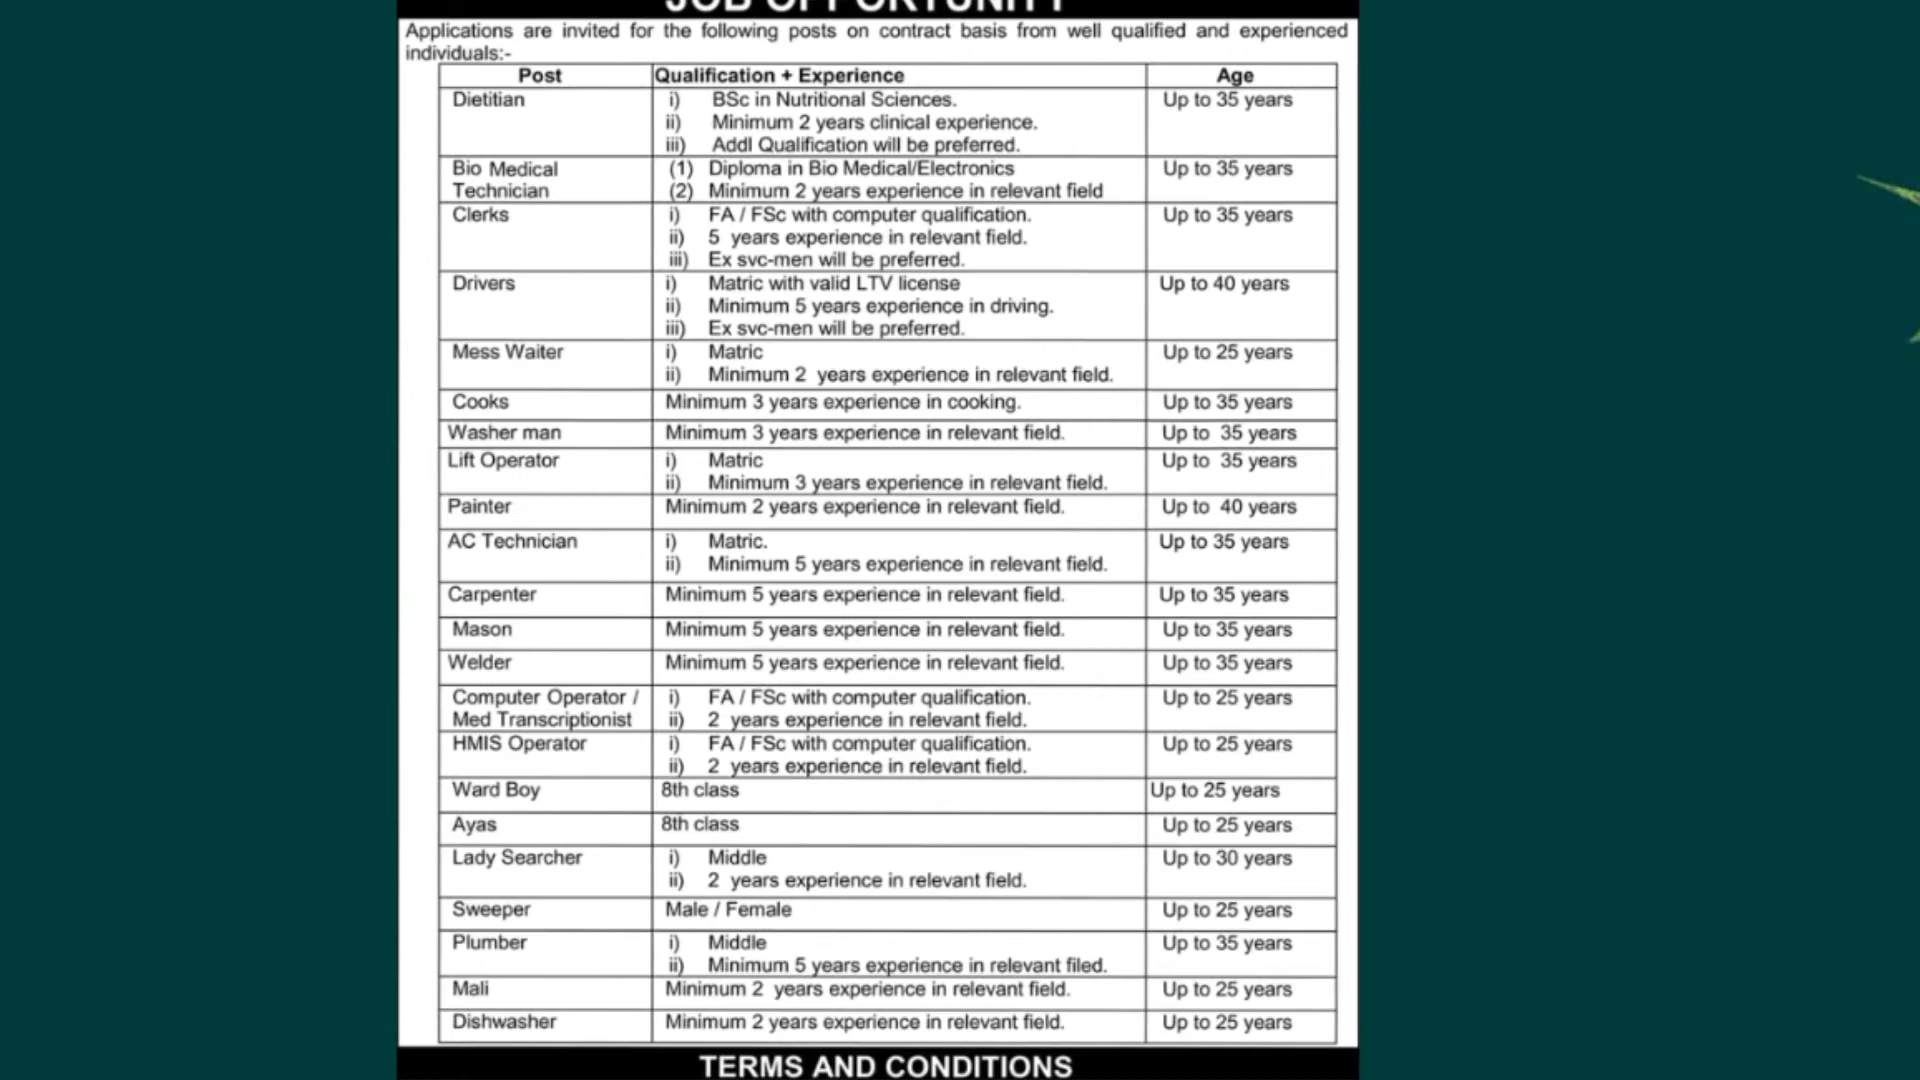 JOB OPPORTUNITY
Applications are invited for the following posts on contract basis from well qualified and experienced
individuals:-
Post Qualification + Experience Age
Dietitian i) BSc in Nutritional Sciences. Up to 35 years
ii) Minimum 2 years clinical experience.
iii) Addl Qualification will be preferred.
Bio Medical (1) Diploma in Bio Medical/Electronics Up to 35 years
Technician (2) Minimum 2 years experience in relevant field
Clerks i) FA / FSc with computer qualification. Up to 35 years
ii) 5 years experience in relevant field.
iii) Ex svc-men will be preferred.
Drivers i) Matric with valid LTV license Up to 40 years
ii) Minimum 5 years experience in driving.
iii) Ex svc-men will be preferred.
Mess Waiter i) Matric Up to 25 years
ii) Minimum 2 years experience in relevant field.
Cooks Minimum 3 years experience in cooking. Up to 35 years
Washer man Minimum 3 years experience in relevant field. Up to 35 years
Lift Operator i) Matric Up to 35 years
ii) Minimum 3 years experience in relevant field.
Painter Minimum 2 years experience in relevant field. Up to 40 years
AC Technician i) Matric. Up to 35 years
ii) Minimum 5 years experience in relevant field.
Carpenter Minimum 5 years experience in relevant field. Up to 35 years
Mason Minimum 5 years experience in relevant field. Up to 35 years
Welder Minimum 5 years experience in relevant field. Up to 35 years
Computer Operator / i) FA / FSc with computer qualification. Up to 25 years
Med Transcriptionist ii) 2 years experience in relevant field.
HMIS Operator i) FA / FSc with computer qualification. Up to 25 years
ii) 2 years experience in relevant field.
Ward Boy 8th class Up to 25 years
Ayas 8th class Up to 25 years
Lady Searcher i) Middle Up to 30 years
ii) 2 years experience in relevant field.
Sweeper Male / Female Up to 25 years
Plumber i) Middle Up to 35 years
ii) Minimum 5 years experience in relevant filed.
Mali Minimum 2 years experience in relevant field. Up to 25 years
Dishwasher Minimum 2 years experience in relevant field. Up to 25 years
TERMS AND CONDITIONS